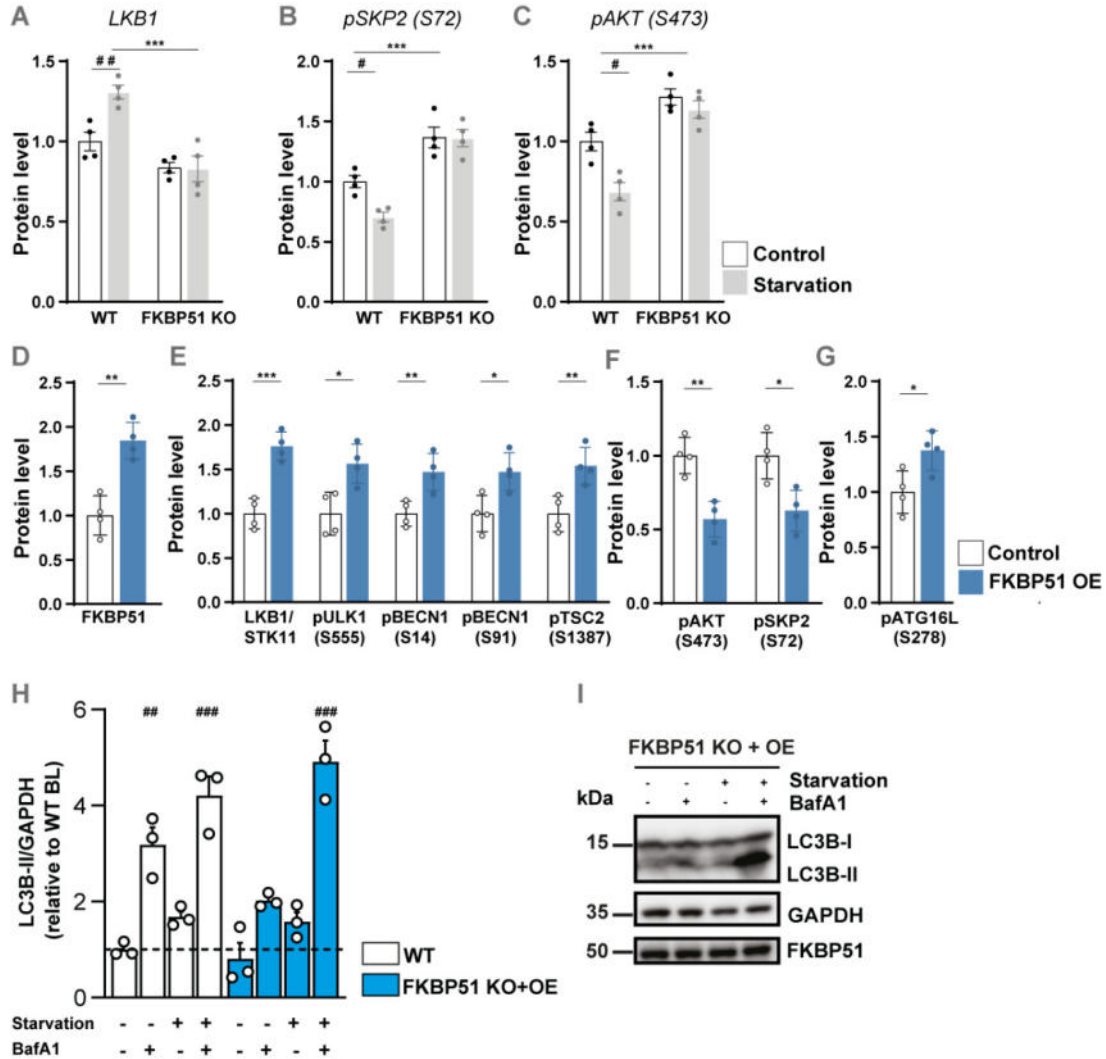 A
LKB1
B
pSKP2 (S72)
C
pAKT (S473)
Protein level
1.5
1.0
0.5
0.0
# #
***
WT
FKBP51 KO
Protein level
2.0
1.5
1.0
0.5
0.0
#
***
WT
FKBP51 KO
Protein level
1.5
1.0
0.5
0.0
#
***
WT
FKBP51 KO
Control
Starvation
D
Protein level
2.5
2.0
1.5
1.0
0.5
0.0
**
FKBP51
E
Protein level
2.5
2.0
1.5
1.0
0.5
0.0
***
*
**
*
**
LKB1/ pULK1 pBECN1 pBECN1 pTSC2
STK11 (S555) (S14) (S91) (S1387)
F
Protein level
1.5
1.0
0.5
0.0
**
*
pAKT pSKP2
(S473) (S72)
G
Protein level
2.0
1.5
1.0
0.5
0.0
*
pATG16L
(S278)
Control
FKBP51 OE
H
LC3B-II/GAPDH
(relative to WT BL)
6
4
2
0
##
###
###
WT
FKBP51 KO+OE
Starvation - - + + - - + +
BafA1 - + - + - + - +
I
FKBP51 KO + OE
- - + + Starvation
kDa - + - + BafA1
15 LC3B-I
LC3B-II
35 GAPDH
50 FKBP51